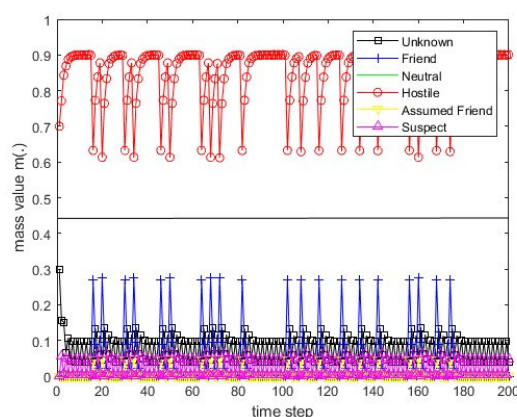 1
0.9
0.8
0.7
0.6
0.5
0.4
0.3
0.2
0.1
0
mass value m(.)
Unknown
Friend
Neutral
Hostile
Assumed Friend
Suspect
0 20 40 60 80 100 120 140 160 180 200
time step